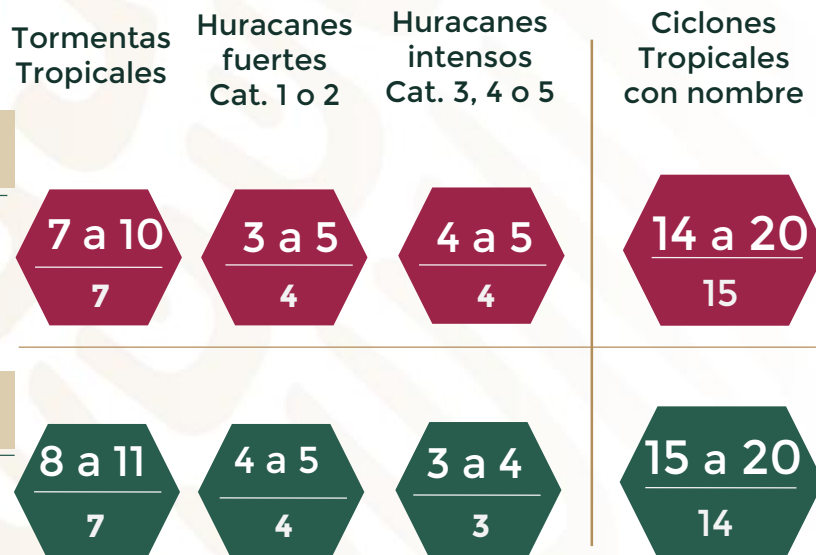 Tormentas
Tropicales
Huracanes
fuertes
Cat. 1 o 2
Huracanes
intensos
Cat. 3, 4 o 5
Ciclones
Tropicales
con nombre
7 a 10
7
3 a 5
4
4 a 5
4
14 a 20
15
8 a 11
7
4 a 5
4
3 a 4
3
15 a 20
14